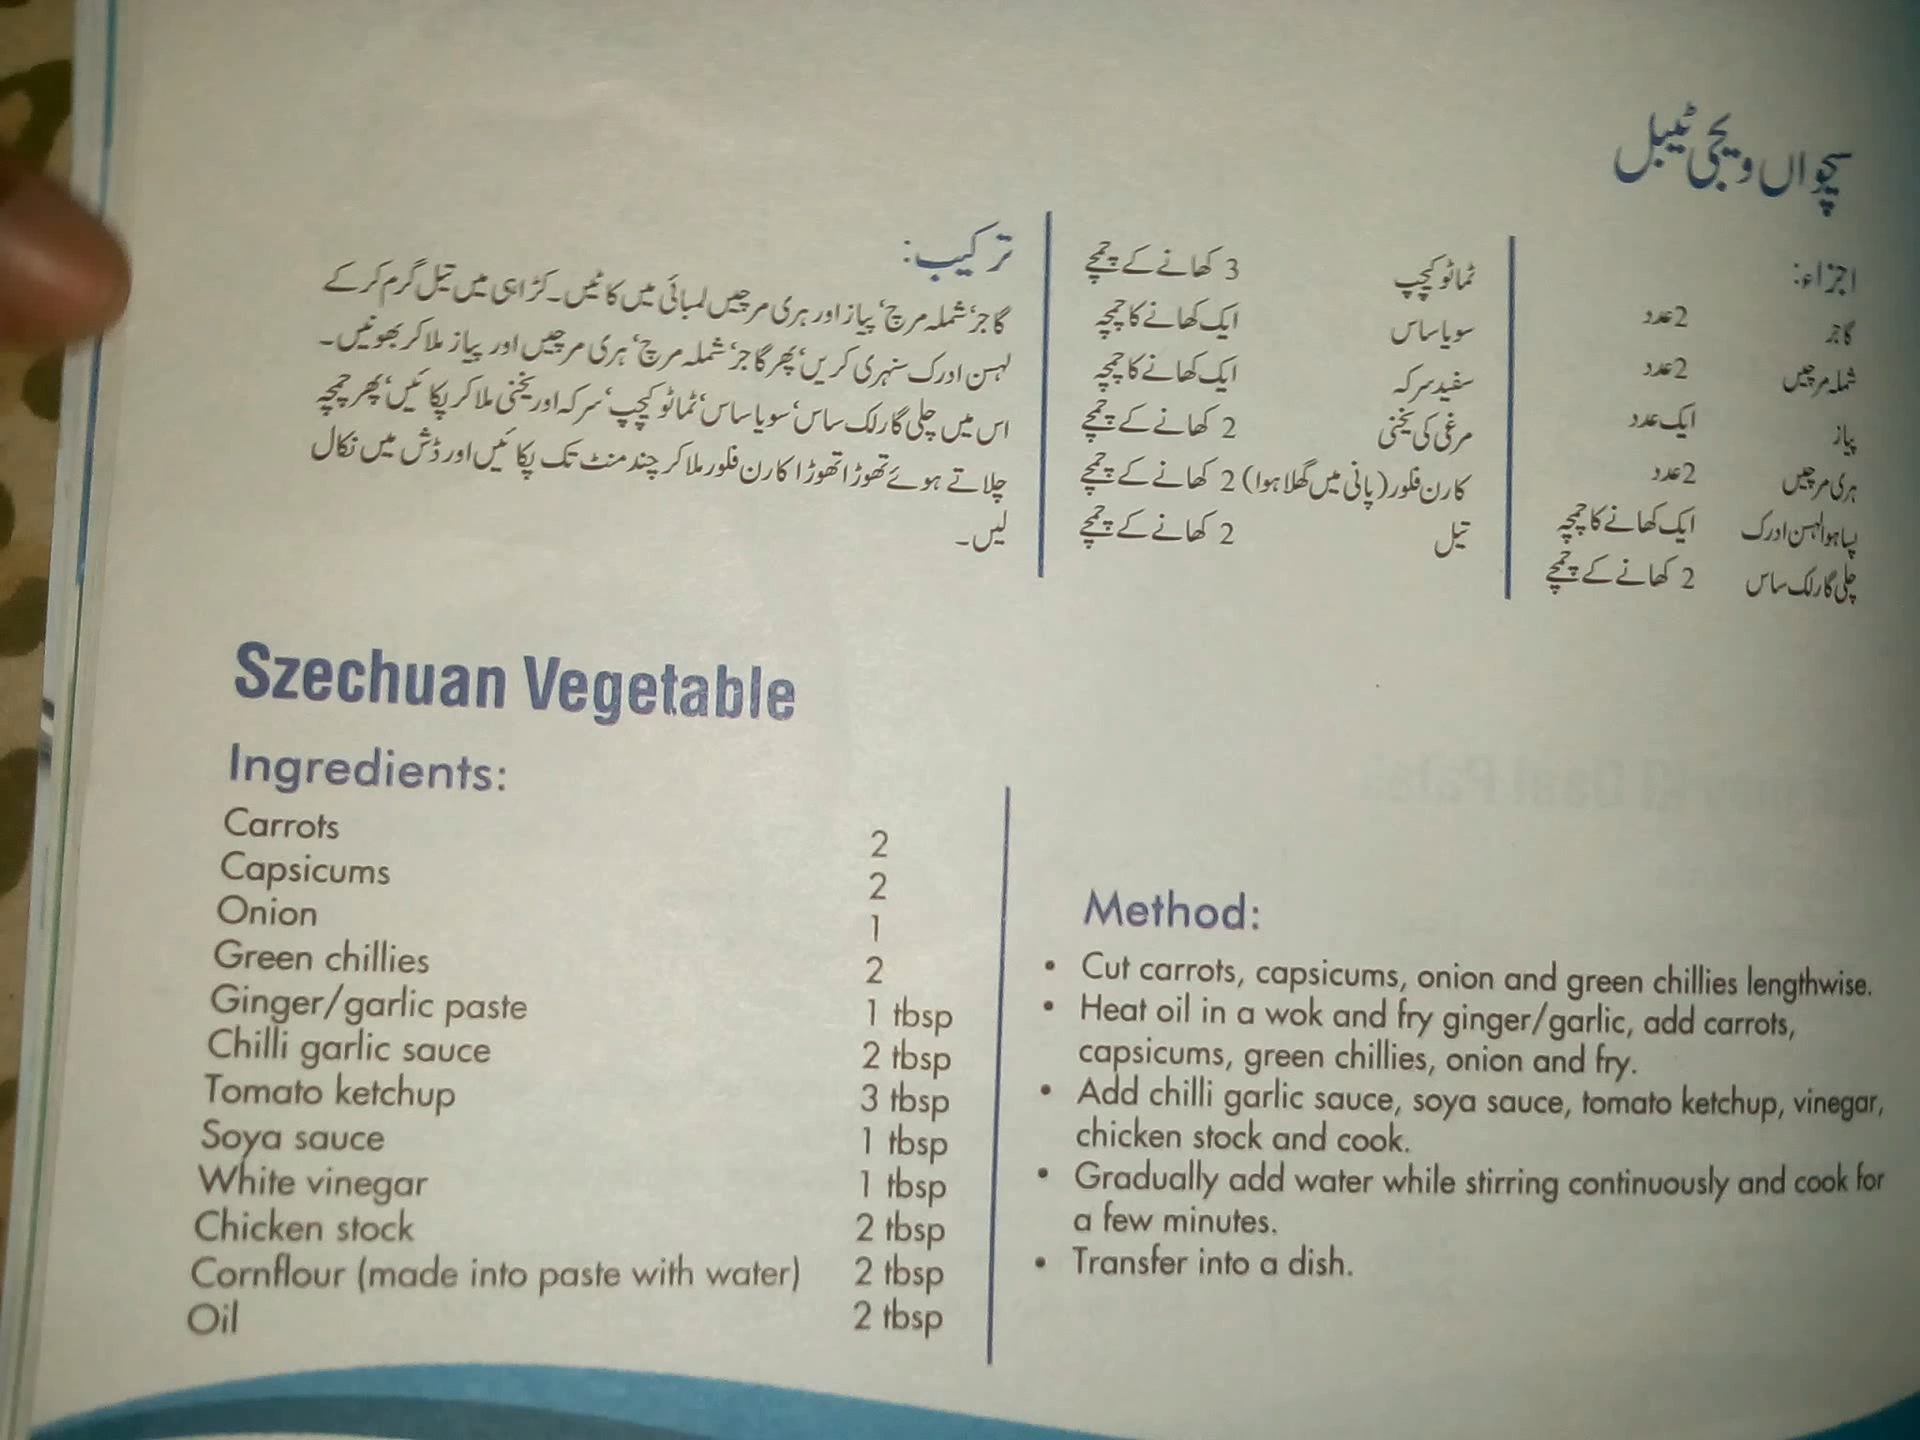 سچواں ویجی ٹیبل
اجزاء:
گاجر 2 عدد
شملہ مرچیں 2 عدد
پیاز ایک عدد
ہری مرچیں 2 عدد
پسا ہوا لہسن ادرک ایک کھانے کا چمچہ
چلی گارلک ساس 2 کھانے کے چمچے
ٹماٹو کیچپ 3 کھانے کے چمچے
سویا ساس ایک کھانے کا چمچہ
سفید سرکہ ایک کھانے کا چمچہ
مرغی کی یخنی 2 کھانے کے چمچے
کارن فلور (پانی میں گھلا ہوا) 2 کھانے کے چمچے
تیل 2 کھانے کے چمچے
ترکیب:
گاجر، شملہ مرچ، پیاز اور ہری مرچیں لمبائی میں کاٹیں۔ کڑاہی میں تیل گرم کر کے
لہسن ادرک سنہری کریں، پھر گاجر، شملہ مرچ، ہری مرچیں اور پیاز ملا کر بھونیں۔
اس میں چلی گارلک ساس، سویا ساس، ٹماٹو کیچپ، سرکہ اور یخنی ملا کر پکائیں، پھر چمچہ
چلاتے ہوئے تھوڑا تھوڑا کارن فلور ملا کر چند منٹ تک پکائیں اور ڈش میں نکال
لیں۔
Szechuan Vegetable
Ingredients:
Carrots 2
Capsicums 2
Onion 1
Green chillies 2
Ginger/garlic paste 1 tbsp
Chilli garlic sauce 2 tbsp
Tomato ketchup 3 tbsp
Soya sauce 1 tbsp
White vinegar 1 tbsp
Chicken stock 2 tbsp
Cornflour (made into paste with water) 2 tbsp
Oil 2 tbsp
Method:
• Cut carrots, capsicums, onion and green chillies lengthwise.
• Heat oil in a wok and fry ginger/garlic, add carrots,
capsicums, green chillies, onion and fry.
• Add chilli garlic sauce, soya sauce, tomato ketchup, vinegar,
chicken stock and cook.
• Gradually add water while stirring continuously and cook for
a few minutes.
• Transfer into a dish.